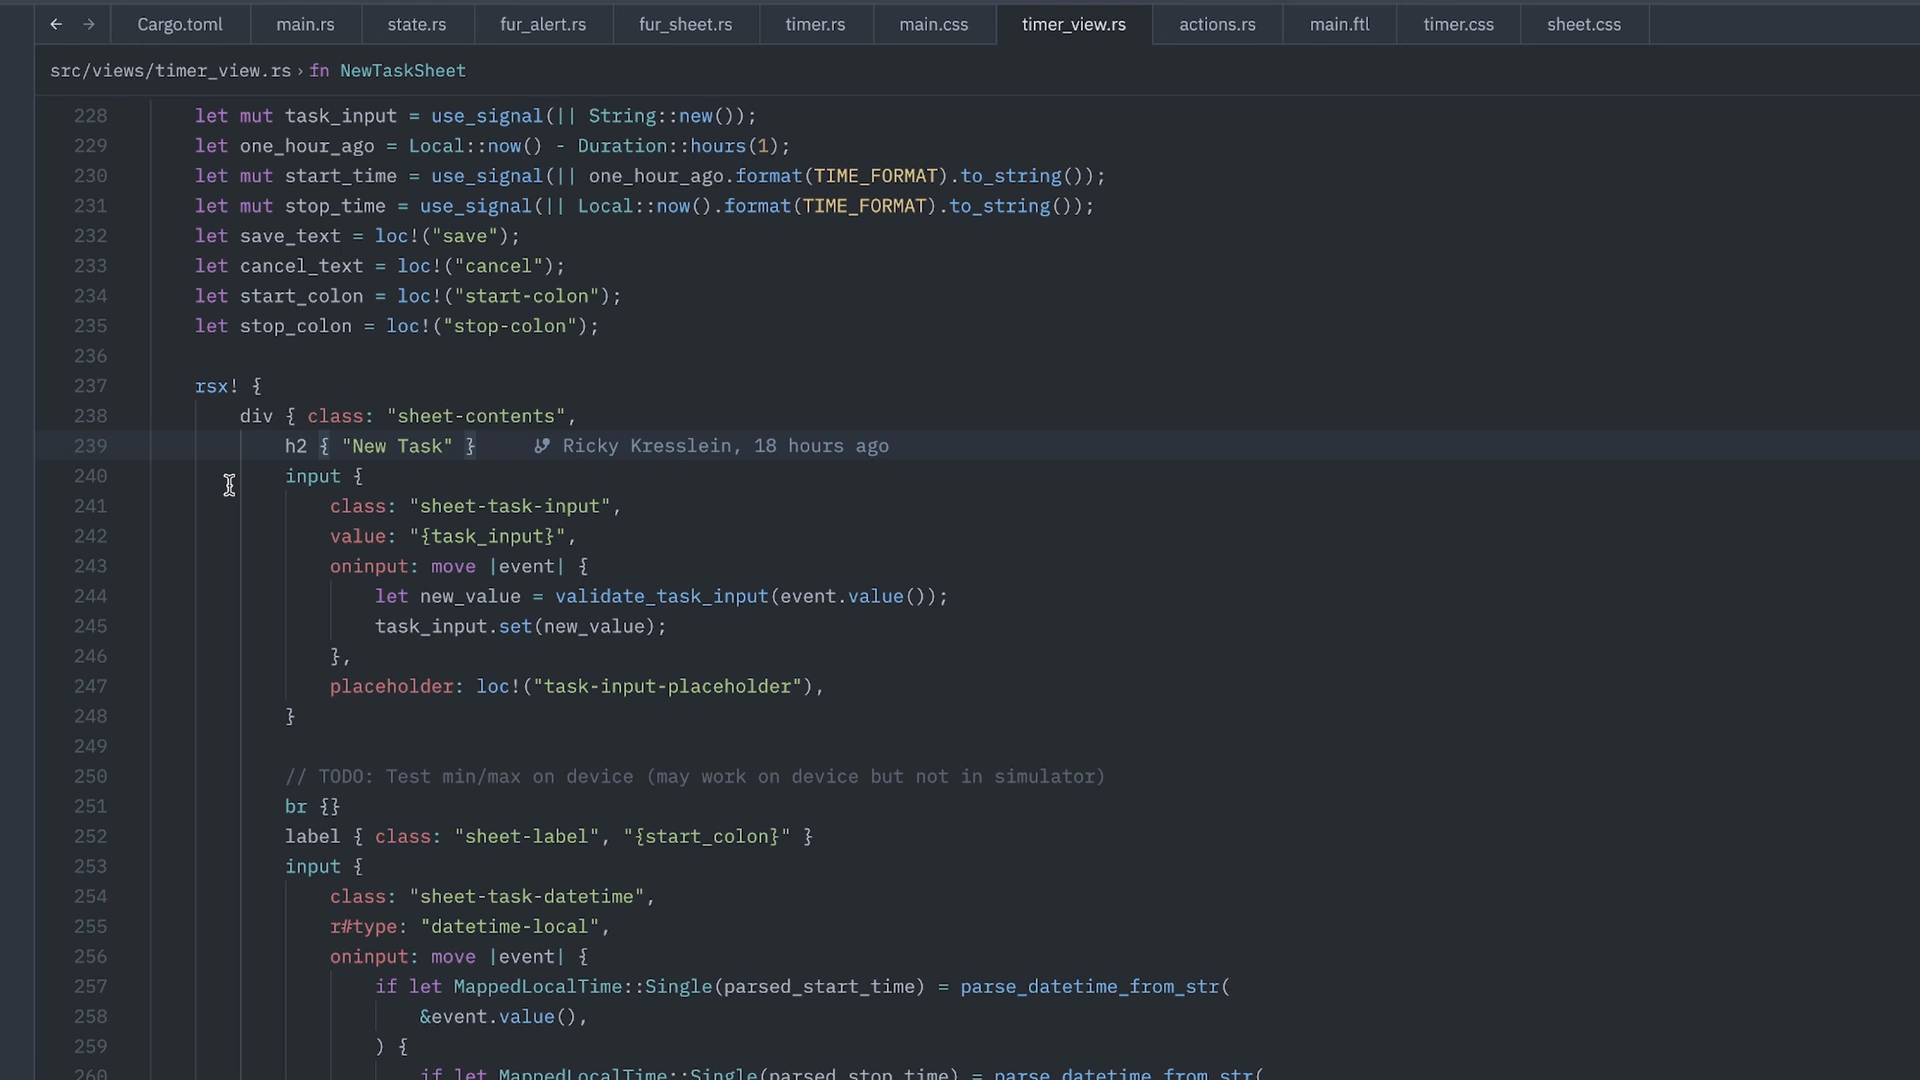 ← → Cargo.toml main.rs state.rs fur_alert.rs fur_sheet.rs timer.rs main.css timer_view.rs actions.rs main.ftl timer.css sheet.css
src/views/timer_view.rs › fn NewTaskSheet
228 let mut task_input = use_signal(|| String::new());
229 let one_hour_ago = Local::now() - Duration::hours(1);
230 let mut start_time = use_signal(|| one_hour_ago.format(TIME_FORMAT).to_string());
231 let mut stop_time = use_signal(|| Local::now().format(TIME_FORMAT).to_string());
232 let save_text = loc!("save");
233 let cancel_text = loc!("cancel");
234 let start_colon = loc!("start-colon");
235 let stop_colon = loc!("stop-colon");
236
237 rsx! {
238 div { class: "sheet-contents",
239 h2 { "New Task" } Ricky Kresslein, 18 hours ago
240 input {
241 class: "sheet-task-input",
242 value: "{task_input}",
243 oninput: move |event| {
244 let new_value = validate_task_input(event.value());
245 task_input.set(new_value);
246 },
247 placeholder: loc!("task-input-placeholder"),
248 }
249
250 // TODO: Test min/max on device (may work on device but not in simulator)
251 br {}
252 label { class: "sheet-label", "{start_colon}" }
253 input {
254 class: "sheet-task-datetime",
255 r#type: "datetime-local",
256 oninput: move |event| {
257 if let MappedLocalTime::Single(parsed_start_time) = parse_datetime_from_str(
258 &event.value(),
259 ) {
260 if let MappedLocalTime::Single(parsed_stop_time) = parse_datetime_from_str(